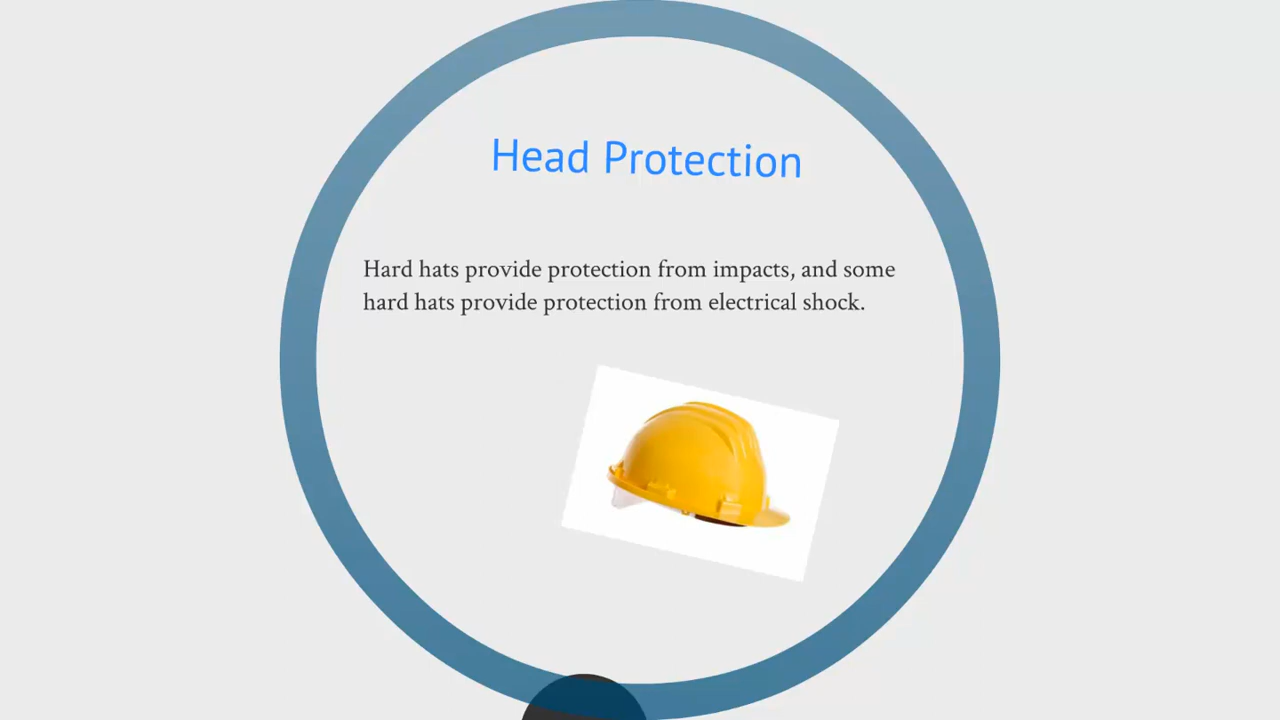 Head Protection
Hard hats provide protection from impacts, and some
hard hats provide protection from electrical shock.